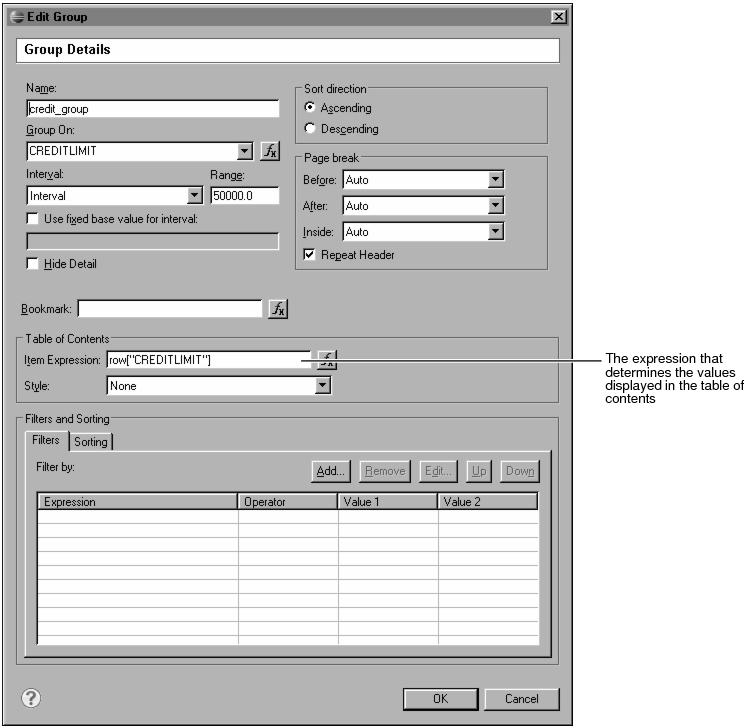 Edit Group
Group Details
Name:
credit_group
Group On:
CREDITLIMIT
fx
Interval:
Range:
Interval
50000.0
Use fixed base value for interval:
Hide Detail
Sort direction
Ascending
Descending
Page break
Before:
Auto
After:
Auto
Inside:
Auto
Repeat Header
Bookmark:
fx
Table of Contents
Item Expression:
row["CREDITLIMIT"]
fx
Style:
None
The expression that
determines the values
displayed in the table of
contents
Filters and Sorting
Filters
Sorting
Filter by:
Add...
Remove
Edit...
Up
Down
Expression
Operator
Value 1
Value 2
?
OK
Cancel